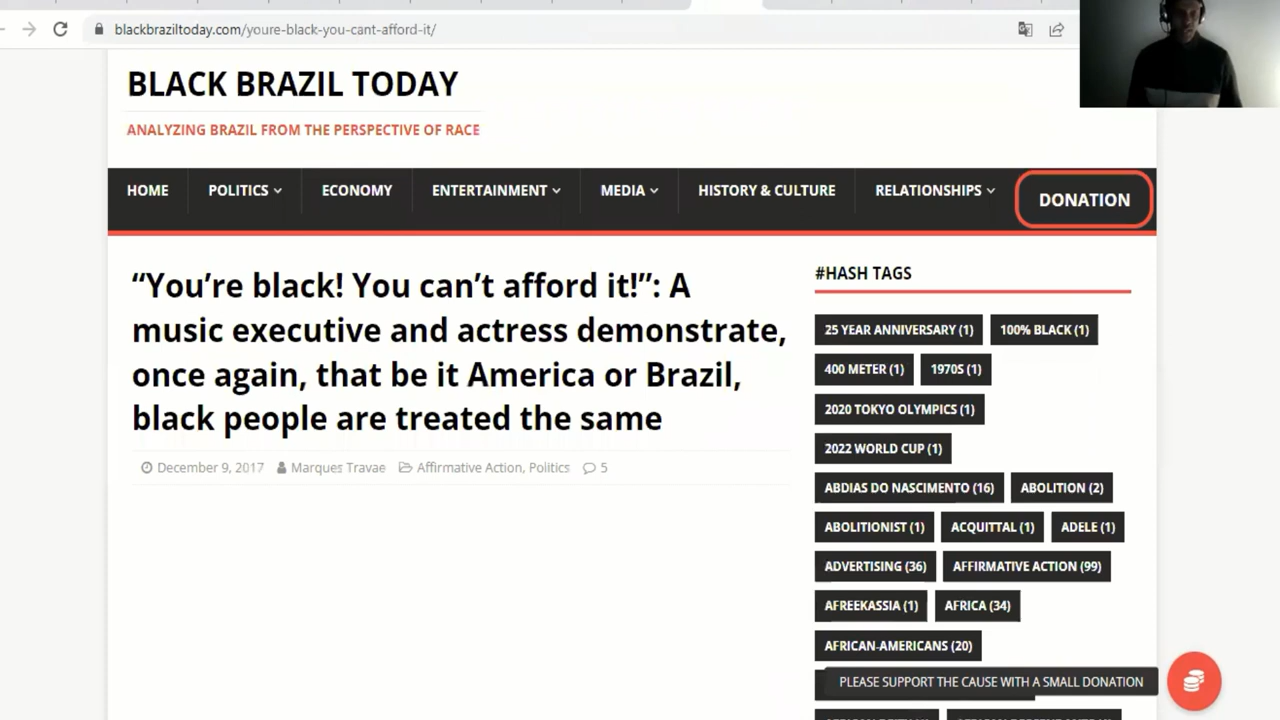 blackbraziltoday.com/youre-black-you-cant-afford-it/
BLACK BRAZIL TODAY
ANALYZING BRAZIL FROM THE PERSPECTIVE OF RACE
HOME POLITICS ECONOMY ENTERTAINMENT MEDIA HISTORY & CULTURE RELATIONSHIPS DONATION
“You’re black! You can’t afford it!”: A
music executive and actress demonstrate,
once again, that be it America or Brazil,
black people are treated the same
December 9, 2017 Marques Travae Affirmative Action, Politics 5
#HASH TAGS
25 YEAR ANNIVERSARY (1) 100% BLACK (1)
400 METER (1) 1970S (1)
2020 TOKYO OLYMPICS (1)
2022 WORLD CUP (1)
ABDIAS DO NASCIMENTO (16) ABOLITION (2)
ABOLITIONIST (1) ACQUITTAL (1) ADELE (1)
ADVERTISING (36) AFFIRMATIVE ACTION (99)
AFREEKASSIA (1) AFRICA (34)
AFRICAN-AMERICANS (20)
PLEASE SUPPORT THE CAUSE WITH A SMALL DONATION